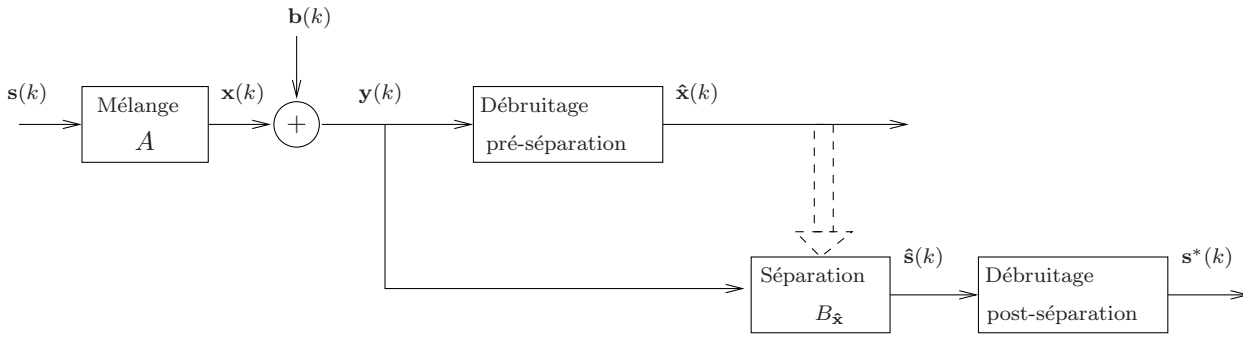 b(k)
s(k)
Mélange
A
x(k)
+
y(k)
Débruitage
pré-séparation
x̂(k)
Séparation
B_x̂
ŝ(k)
Débruitage
post-séparation
s*(k)